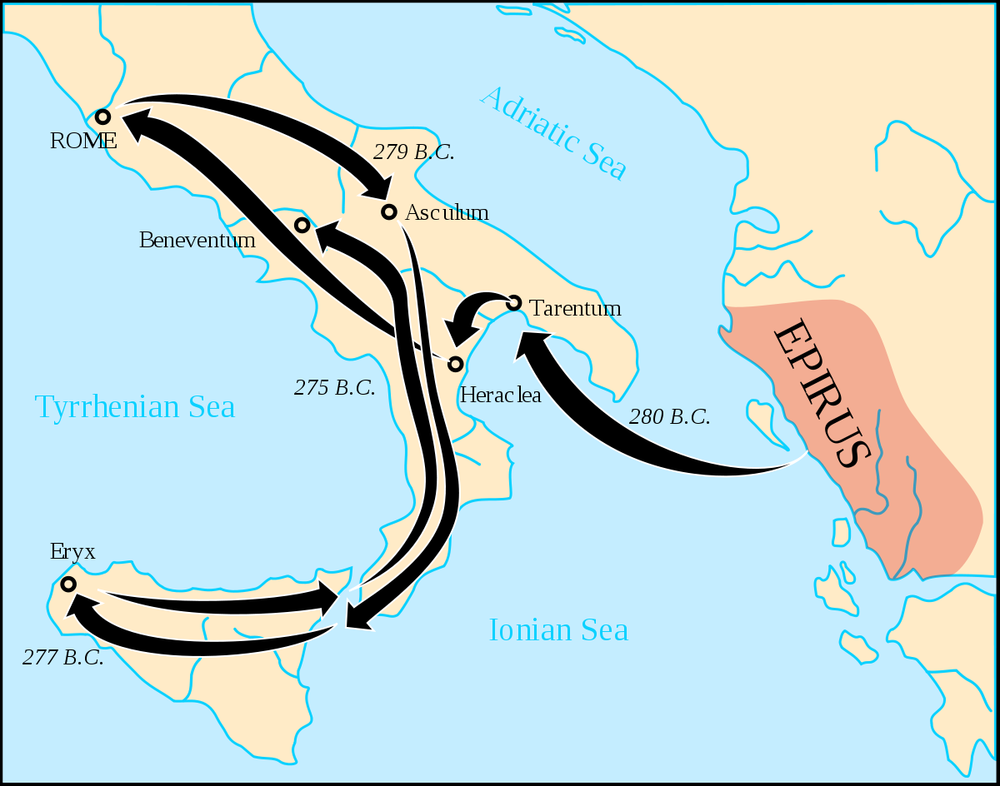 Adriatic Sea
ROME
279 B.C.
Asculum
Beneventum
Tarentum
EPIRUS
275 B.C.
Heraclea
Tyrrhenian Sea
280 B.C.
Eryx
Ionian Sea
277 B.C.